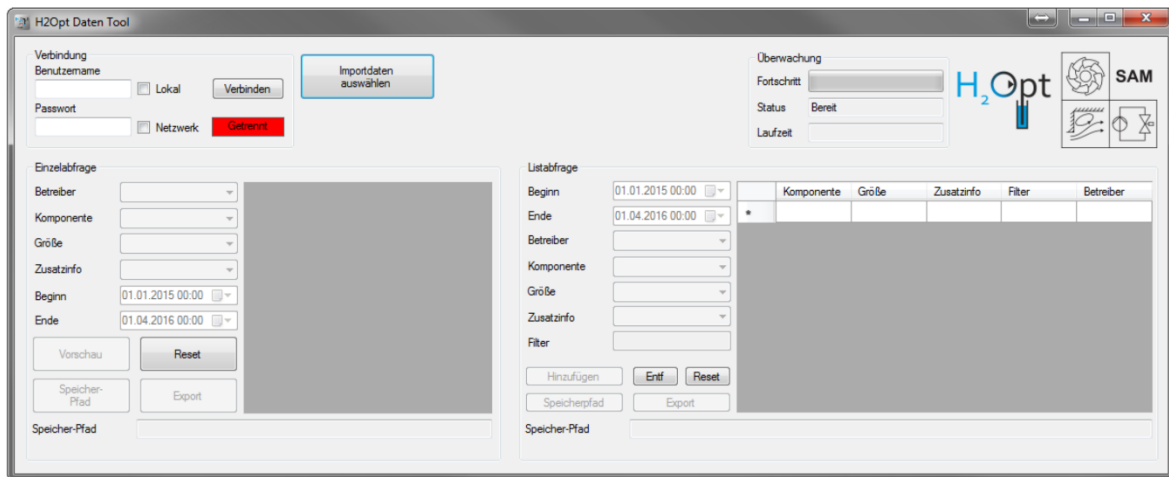 H2Opt Daten Tool
Verbindung
Benutzername
Lokal
Verbinden
Passwort
Netzwerk
Getrennt
Importdaten
auswählen
Überwachung
Fortschritt
Status
Bereit
Laufzeit
H2Opt
SAM
Einzelabfrage
Betreiber
Komponente
Größe
Zusatzinfo
Beginn
01.01.2015 00:00
Ende
01.04.2016 00:00
Vorschau
Reset
Speicher-
Pfad
Export
Speicher-Pfad
Listabfrage
Beginn
01.01.2015 00:00
Ende
01.04.2016 00:00
Betreiber
Komponente
Größe
Zusatzinfo
Filter
Hinzufügen
Entf
Reset
Speicherpfad
Export
Speicher-Pfad
Komponente Größe Zusatzinfo Filter Betreiber
*